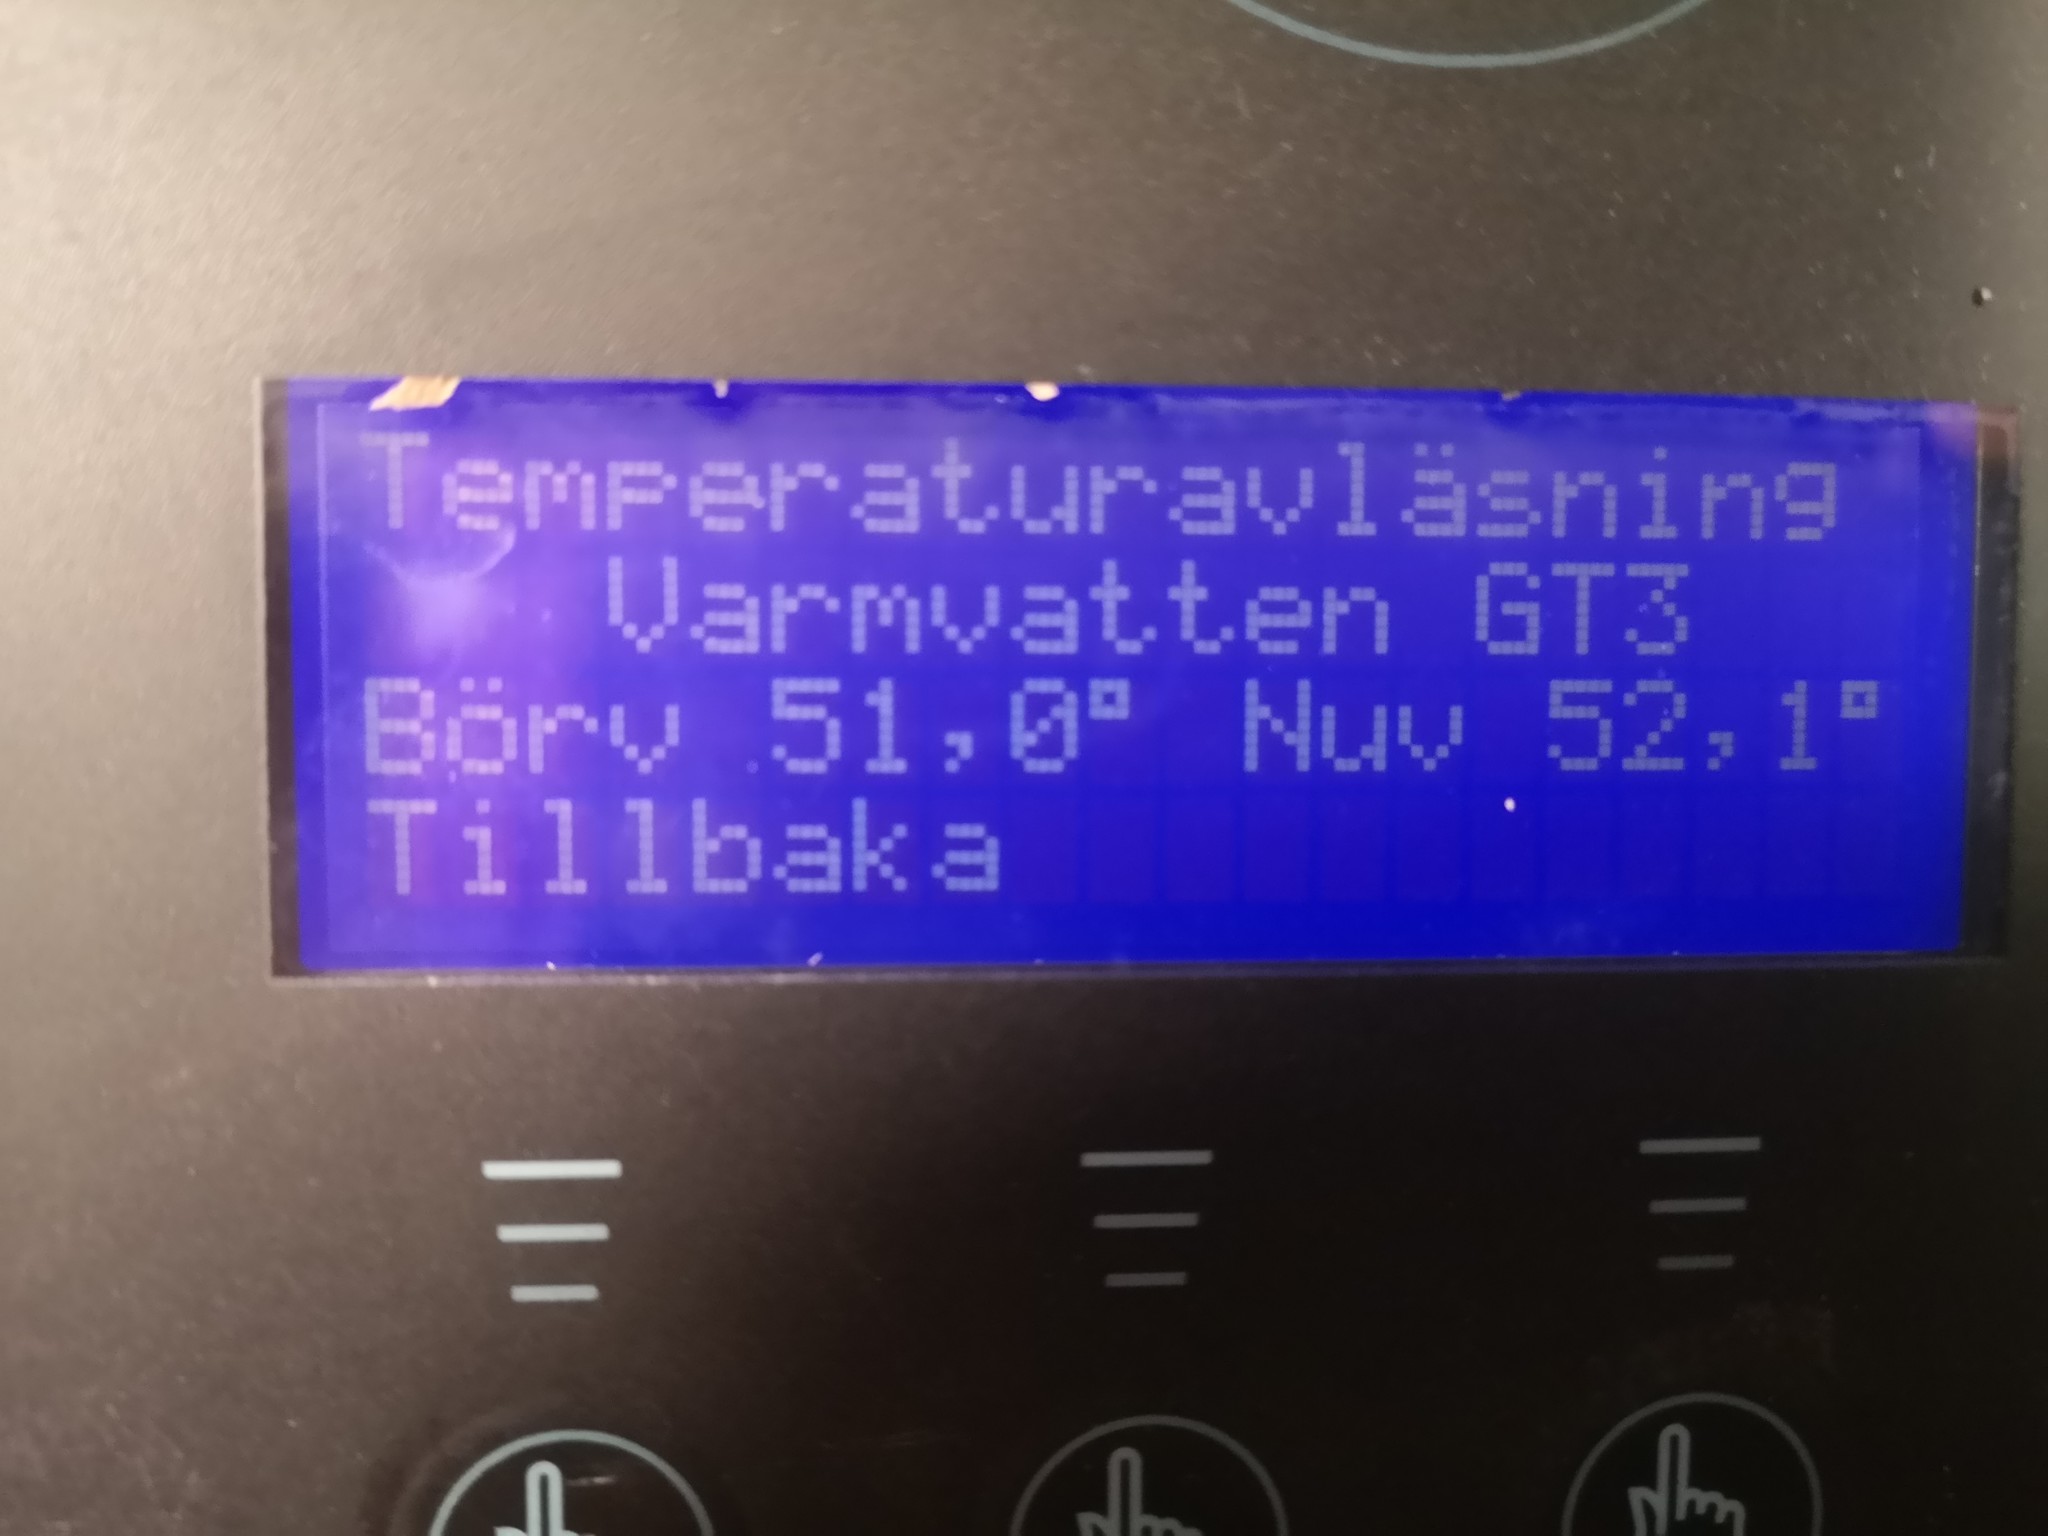 Temperaturavläsning
Varmvatten GT3
Börv 51,0° Nuv 52,1°
Tillbaka